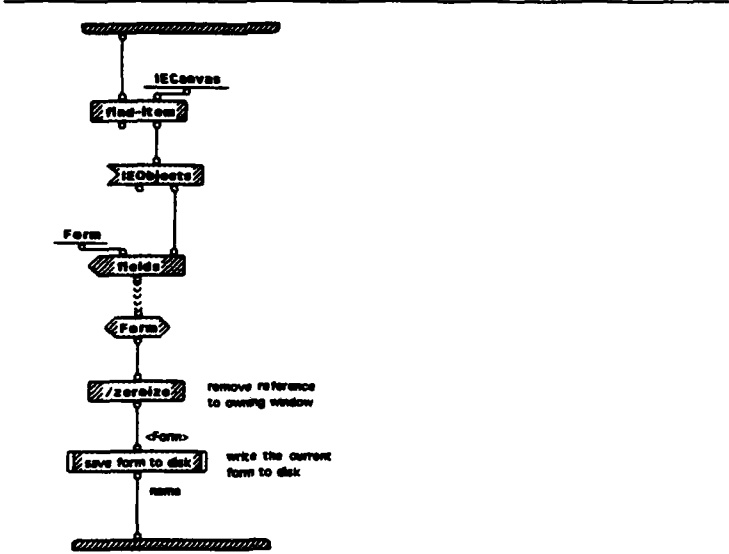 IECanvas
find-item
IEObjects
Form
fields
Form
/zeroize
remove reference
to owning window
<Form>
save form to disk
write the current
form to disk
name